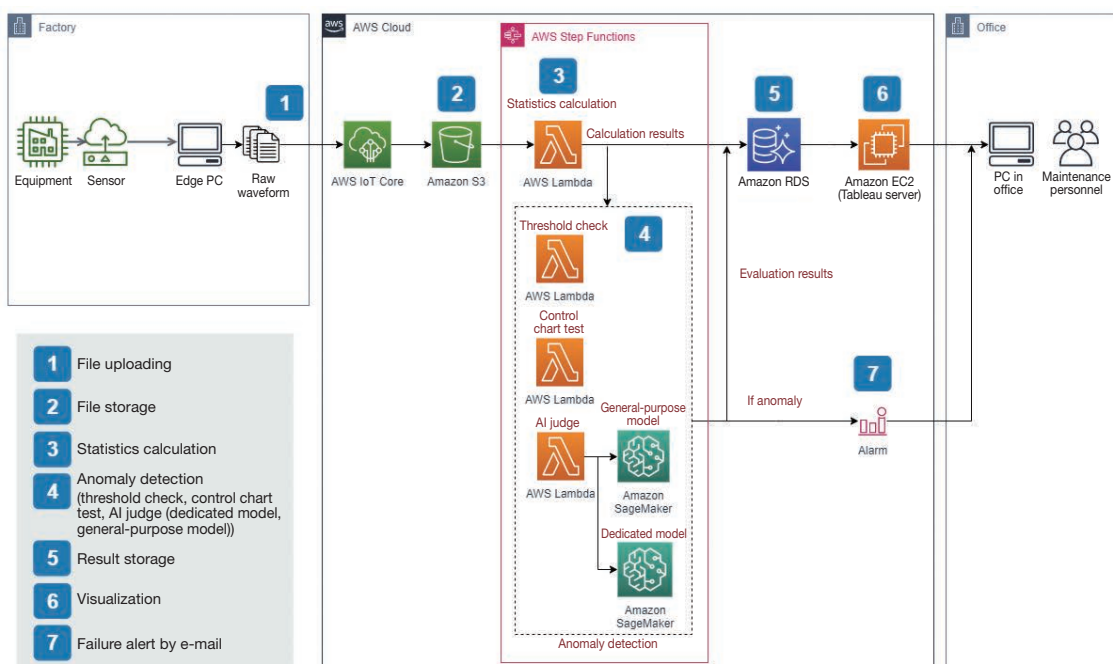 Factory
aws
AWS Cloud
AWS Step Functions
Office
1
2
3
5
6
Statistics calculation
Calculation results
Equipment
Sensor
Edge PC
Raw
waveform
AWS IoT Core
Amazon S3
AWS Lambda
Amazon RDS
Amazon EC2
(Tableau server)
PC in
office
Maintenance
personnel
Threshold check
4
AWS Lambda
Evaluation results
Control
chart test
AWS Lambda
7
AI judge
General-purpose
model
If anomaly
Alarm
AWS Lambda
Amazon
SageMaker
Dedicated model
Amazon
SageMaker
Anomaly detection
1 File uploading
2 File storage
3 Statistics calculation
4 Anomaly detection
(threshold check, control chart
test, AI judge (dedicated model,
general-purpose model))
5 Result storage
6 Visualization
7 Failure alert by e-mail